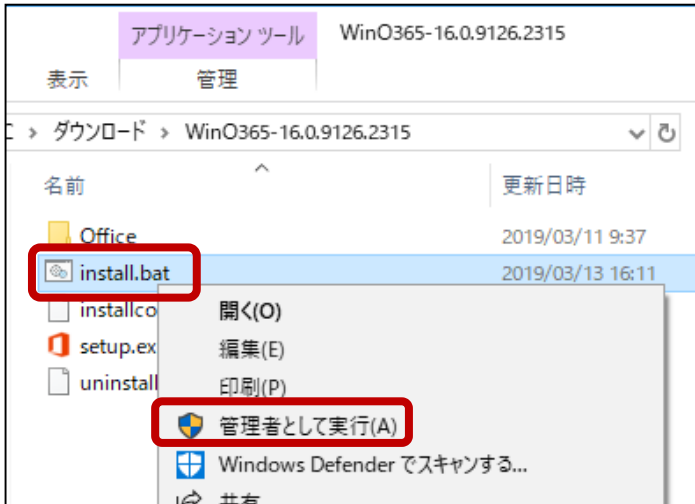 アプリケーション ツール WinO365-16.0.9126.2315
表示 管理
> ダウンロード > WinO365-16.0.9126.2315
名前 更新日時
Office 2019/03/11 9:37
install.bat 2019/03/13 16:11
installco
setup.ex
uninstall
開く(O)
編集(E)
印刷(P)
管理者として実行(A)
Windows Defender でスキャンする...
共有